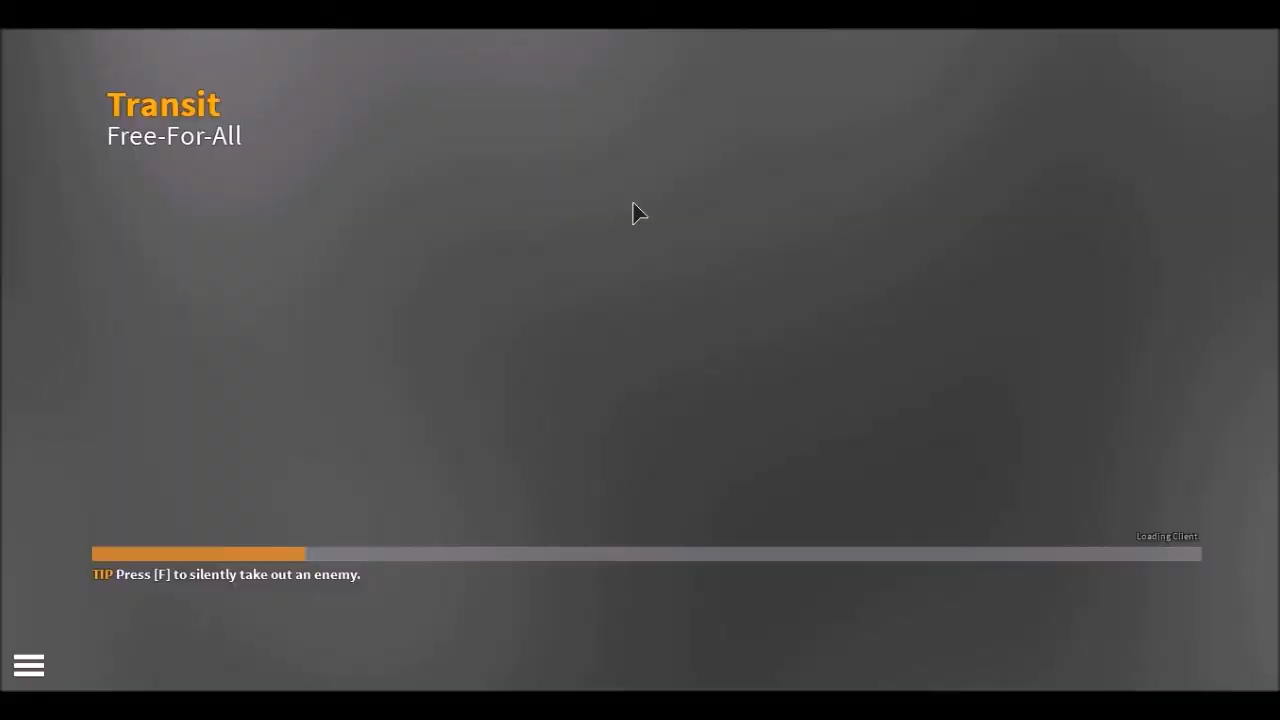 Transit
Free-For-All
Loading Client
TIP Press [F] to silently take out an enemy.